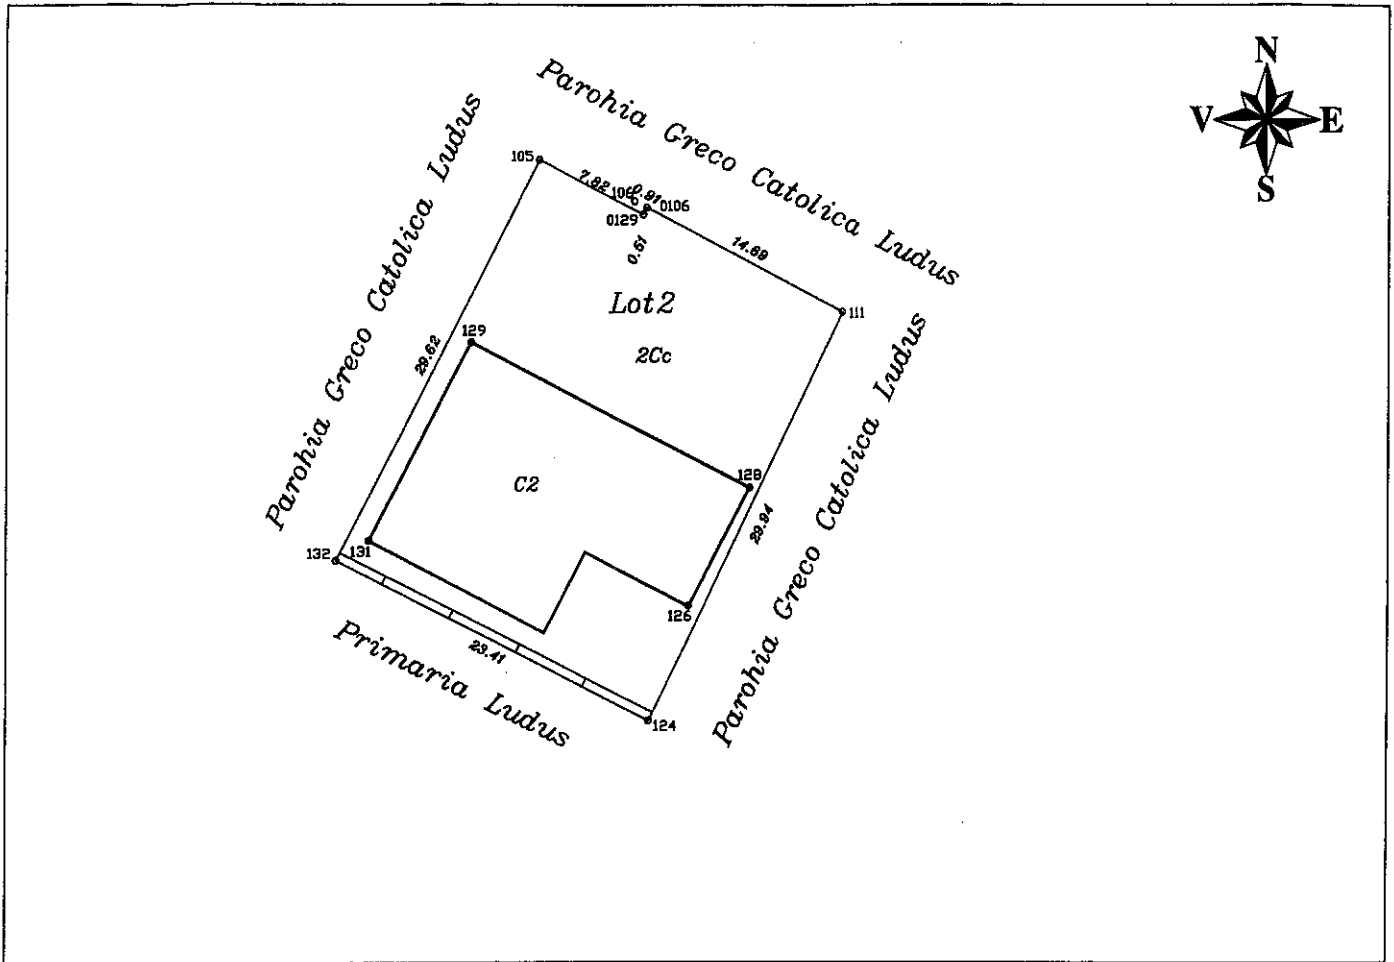 N
V E
S
Parohia Greco Catolica Ludus
Parohia Greco Catolica Ludus
105
7.82
0.91
0106
0129
0.61
14.69
111
Lot2
2Cc
129
29.62
C2
128
29.94
Parohia Greco Catolica Ludus
132
131
126
23.41
124
Primaria Ludus